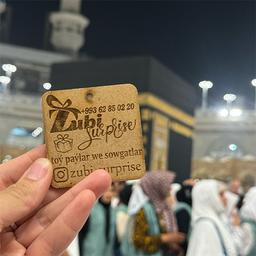 +993 62 85 02 20
Zubi
Surprise
toý paýlar we sowgatlar
zubi_surprise